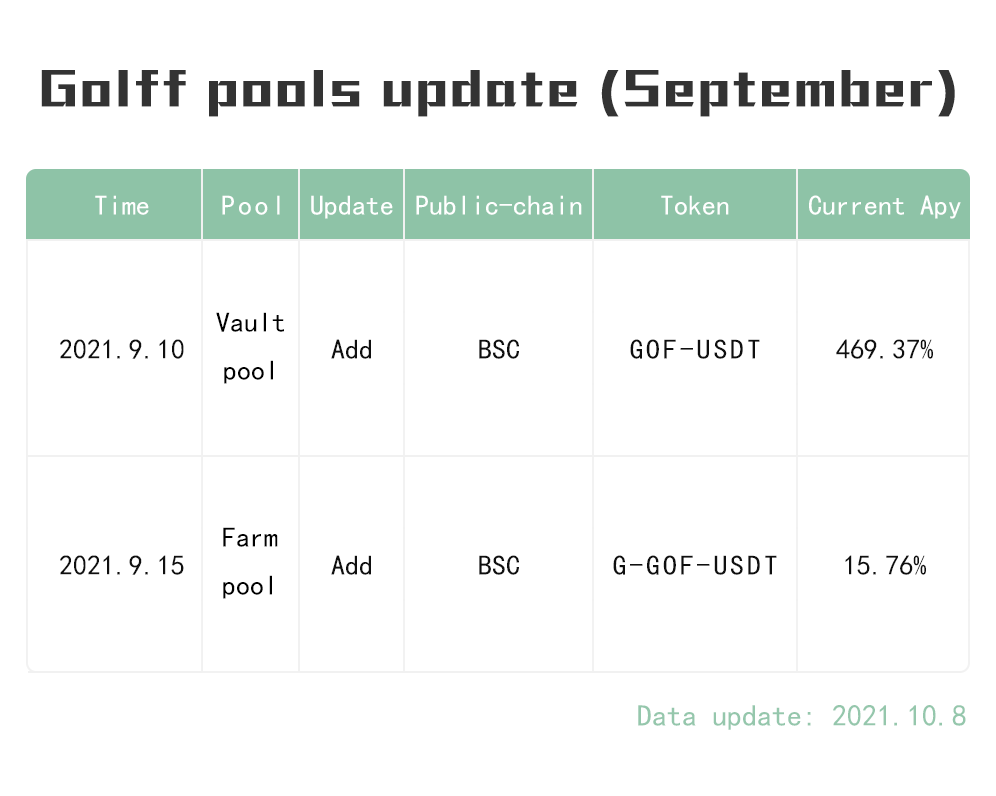 Golff pools update (September)
Time Pool Update Public-chain Token Current Apy
Vault
2021.9.10 Add BSC GOF-USDT 469.37%
pool
Farm
2021.9.15 Add BSC G-GOF-USDT 15.76%
pool
Data update: 2021.10.8